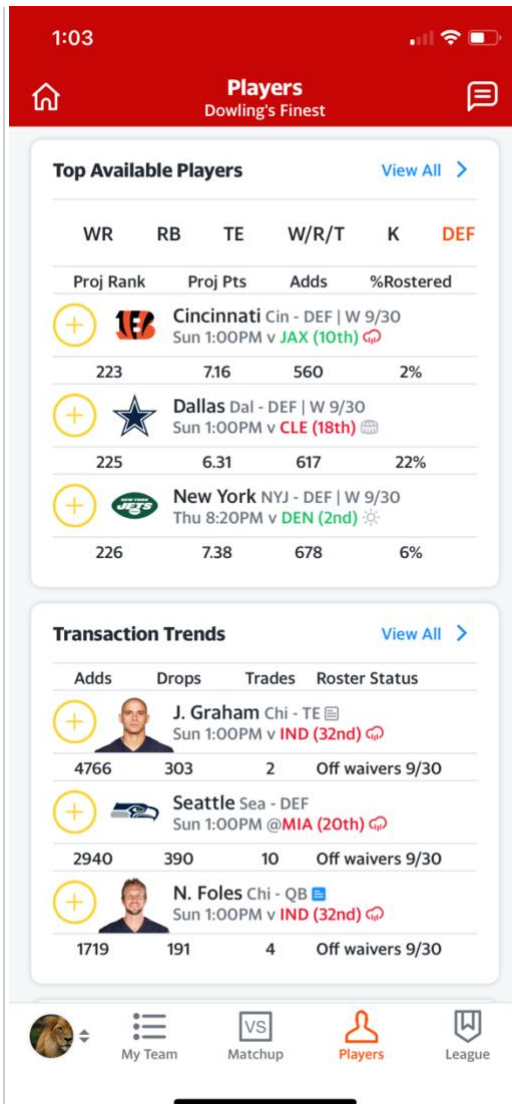 1:03
Players
Dowling's Finest
Top Available Players View All
WR RB TE W/R/T K DEF
Proj Rank Proj Pts Adds %Rostered
Cincinnati Cin - DEF | W 9/30
Sun 1:00PM v JAX (10th)
223 7.16 560 2%
Dallas Dal - DEF | W 9/30
Sun 1:00PM v CLE (18th)
225 6.31 617 22%
NEW YORK
JETS
New York NYJ - DEF | W 9/30
Thu 8:20PM v DEN (2nd)
226 7.38 678 6%
Transaction Trends View All
Adds Drops Trades Roster Status
J. Graham Chi - TE
Sun 1:00PM v IND (32nd)
4766 303 2 Off waivers 9/30
Seattle Sea - DEF
Sun 1:00PM @MIA (20th)
2940 390 10 Off waivers 9/30
N. Foles Chi - QB
Sun 1:00PM v IND (32nd)
1719 191 4 Off waivers 9/30
VS
My Team Matchup Players League